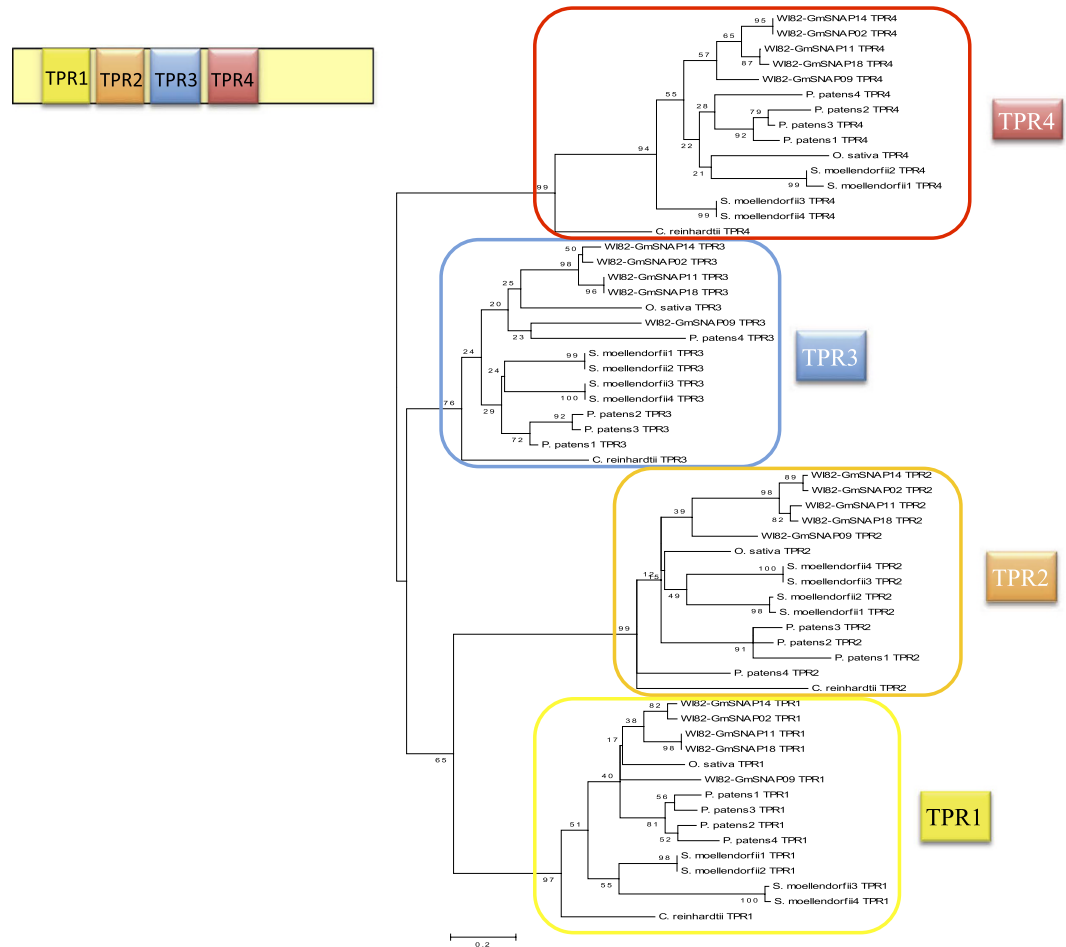 TPR1 TPR2 TPR3 TPR4
95 WI82-GmSNAP14 TPR4
WI82-GmSNAP02 TPR4
65
WI82-GmSNAP11 TPR4
57
87 WI82-GmSNAP18 TPR4
WI82-GmSNAP09 TPR4
55
P. patens4 TPR4
28
79 P. patens2 TPR4
P. patens3 TPR4
92
P. patens1 TPR4
22
94
O. sativa TPR4
21
S. moellendorfii2 TPR4
99 S. moellendorfii1 TPR4
99
S. moellendorfii3 TPR4
99 S. moellendorfii4 TPR4
C. reinhardtii TPR4
TPR4
50 WI82-GmSNAP14 TPR3
WI82-GmSNAP02 TPR3
98
WI82-GmSNAP11 TPR3
25
96 WI82-GmSNAP18 TPR3
20
O. sativa TPR3
WI82-GmSNAP09 TPR3
23 P. patens4 TPR3
24
99 S. moellendorfii1 TPR3
S. moellendorfii2 TPR3
24
S. moellendorfii3 TPR3
100 S. moellendorfii4 TPR3
29
92 P. patens2 TPR3
P. patens3 TPR3
72 P. patens1 TPR3
76
C. reinhardtii TPR3
TPR3
89 WI82-GmSNAP14 TPR2
WI82-GmSNAP02 TPR2
98
WI82-GmSNAP11 TPR2
39
82 WI82-GmSNAP18 TPR2
WI82-GmSNAP09 TPR2
O. sativa TPR2
100 S. moellendorfii4 TPR2
12
15
S. moellendorfii3 TPR2
49
S. moellendorfii2 TPR2
98 S. moellendorfii1 TPR2
99
P. patens3 TPR2
P. patens2 TPR2
91
P. patens1 TPR2
P. patens4 TPR2
C. reinhardtii TPR2
TPR2
65
82 WI82-GmSNAP14 TPR1
WI82-GmSNAP02 TPR1
38
WI82-GmSNAP11 TPR1
17
98 WI82-GmSNAP18 TPR1
O. sativa TPR1
40
WI82-GmSNAP09 TPR1
P. patens1 TPR1
56
P. patens3 TPR1
81
P. patens2 TPR1
51
52 P. patens4 TPR1
98 S. moellendorfii1 TPR1
S. moellendorfii2 TPR1
55
S. moellendorfii3 TPR1
100 S. moellendorfii4 TPR1
97
C. reinhardtii TPR1
TPR1
0.2